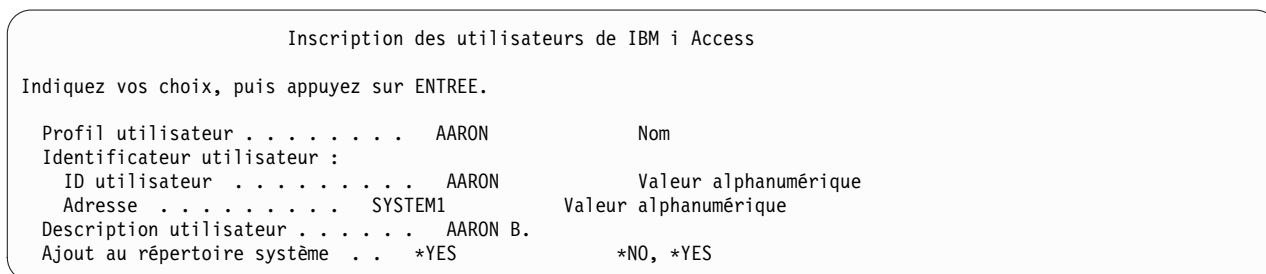 Inscription des utilisateurs de IBM i Access
Indiquez vos choix, puis appuyez sur ENTREE.
Profil utilisateur . . . . . . . . AARON Nom
Identificateur utilisateur :
ID utilisateur . . . . . . . . . AARON Valeur alphanumérique
Adresse . . . . . . . . . SYSTEM1 Valeur alphanumérique
Description utilisateur . . . . . . AARON B.
Ajout au répertoire système . . *YES *NO, *YES